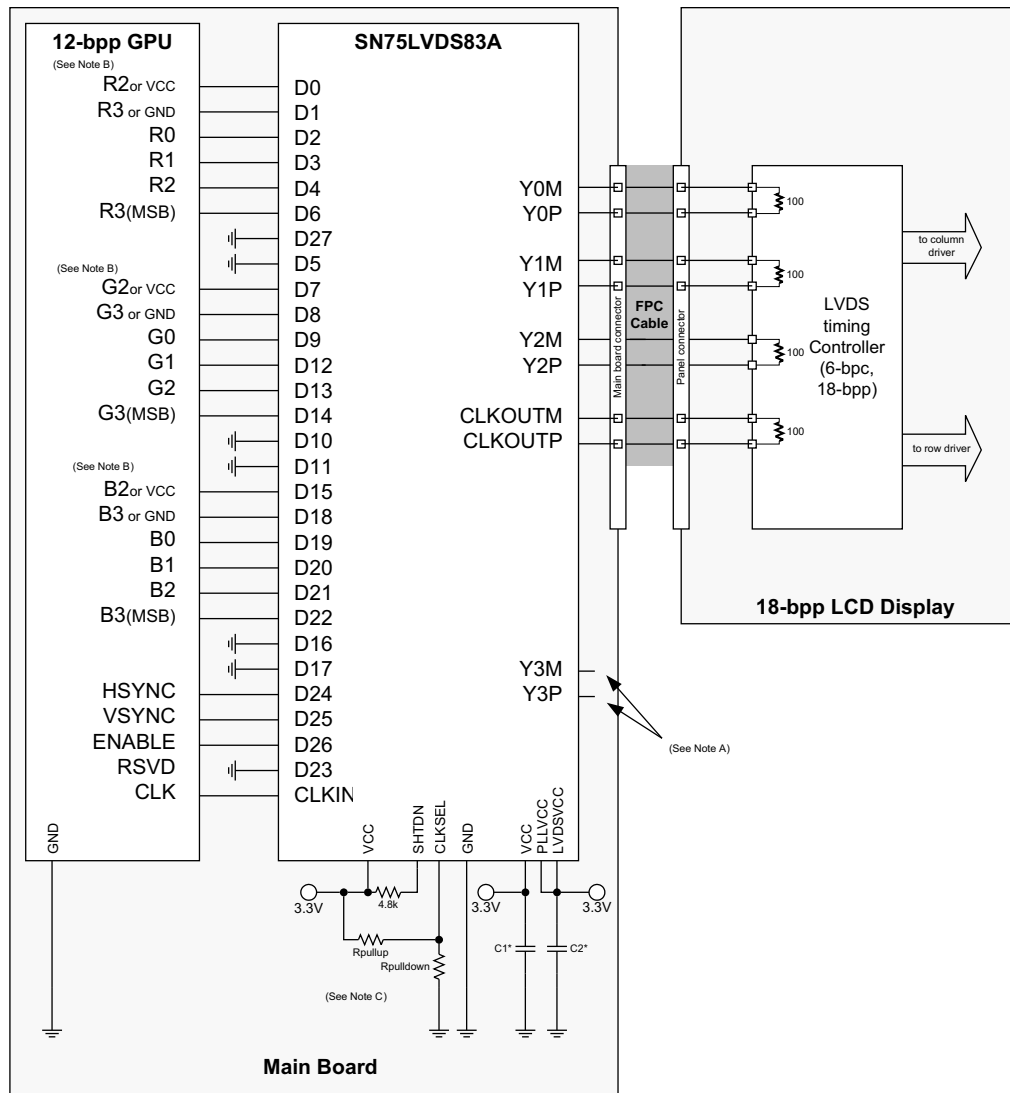 12-bpp GPU
(See Note B)
R2 or VCC
R3 or GND
R0
R1
R2
R3(MSB)
(See Note B)
G2 or VCC
G3 or GND
G0
G1
G2
G3(MSB)
(See Note B)
B2 or VCC
B3 or GND
B0
B1
B2
B3(MSB)
HSYNC
VSYNC
ENABLE
RSVD
CLK
GND
SN75LVDS83A
D0
D1
D2
D3
D4
D6
D27
D5
D7
D8
D9
D12
D13
D14
D10
D11
D15
D18
D19
D20
D21
D22
D16
D17
D24
D25
D26
D23
CLKIN
Y0M
Y0P
Y1M
Y1P
Y2M
Y2P
CLKOUTM
CLKOUTP
Y3M
Y3P
(See Note A)
VCC
SHTDN
CLKSEL
GND
VCC
PLLVCC
LVDSVCC
3.3V
4.8k
3.3V
3.3V
Rpullup
Rpulldown
C1*
C2*
(See Note C)
Main Board
Main board connector
FPC
Cable
Panel connector
100
100
100
100
LVDS
timing
Controller
(6-bpc,
18-bpp)
to column
driver
to row driver
18-bpp LCD Display